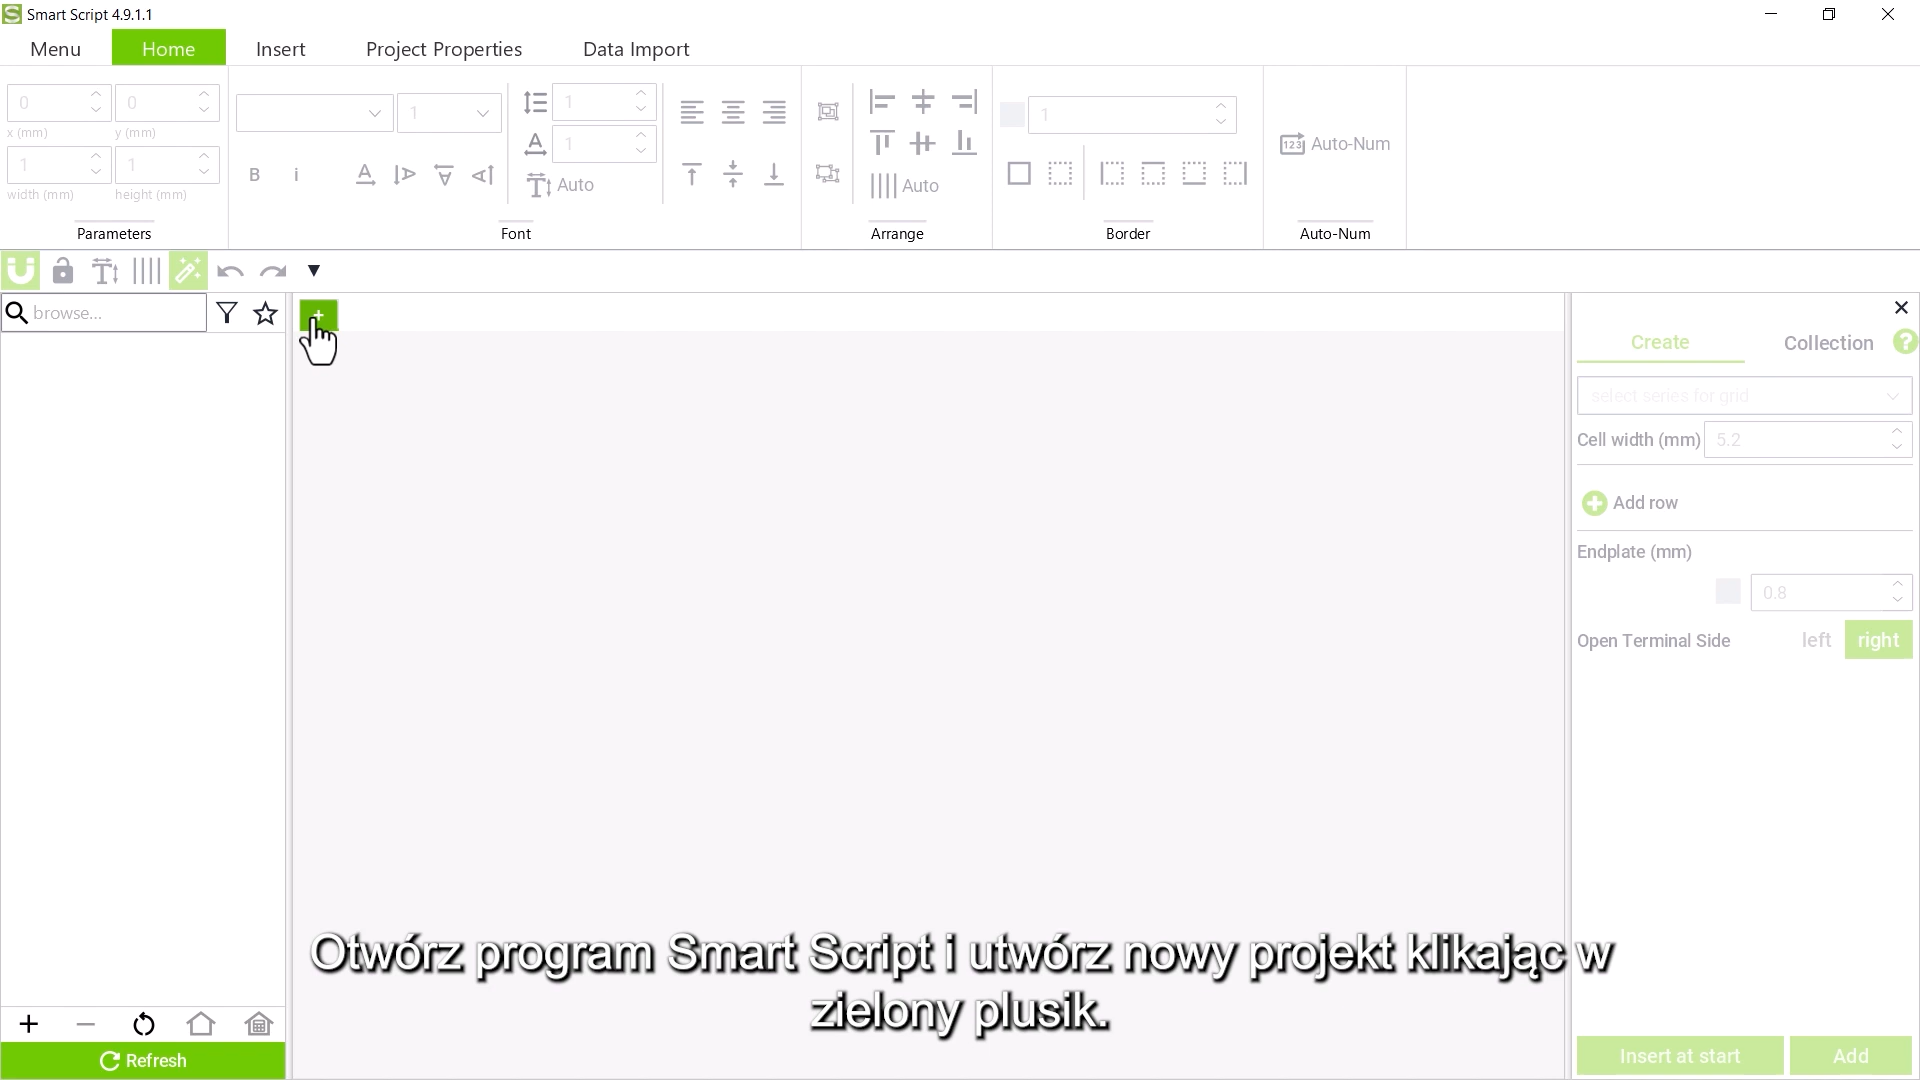 Smart Script 4.9.1.1
Menu Home Insert Project Properties Data Import
0 0
x (mm) y (mm)
1 1
width (mm) height (mm)
Parameters
1
B i
1
1
Auto
Font
Auto
Arrange
1
Border
123 Auto-Num
Auto-Num
browse...
Create Collection ?
select series for grid
Cell width (mm) 5.2
Add row
Endplate (mm)
0.8
Open Terminal Side left right
Otwórz program Smart Script i utwórz nowy projekt klikając w
zielony plusik.
Refresh
Insert at start Add